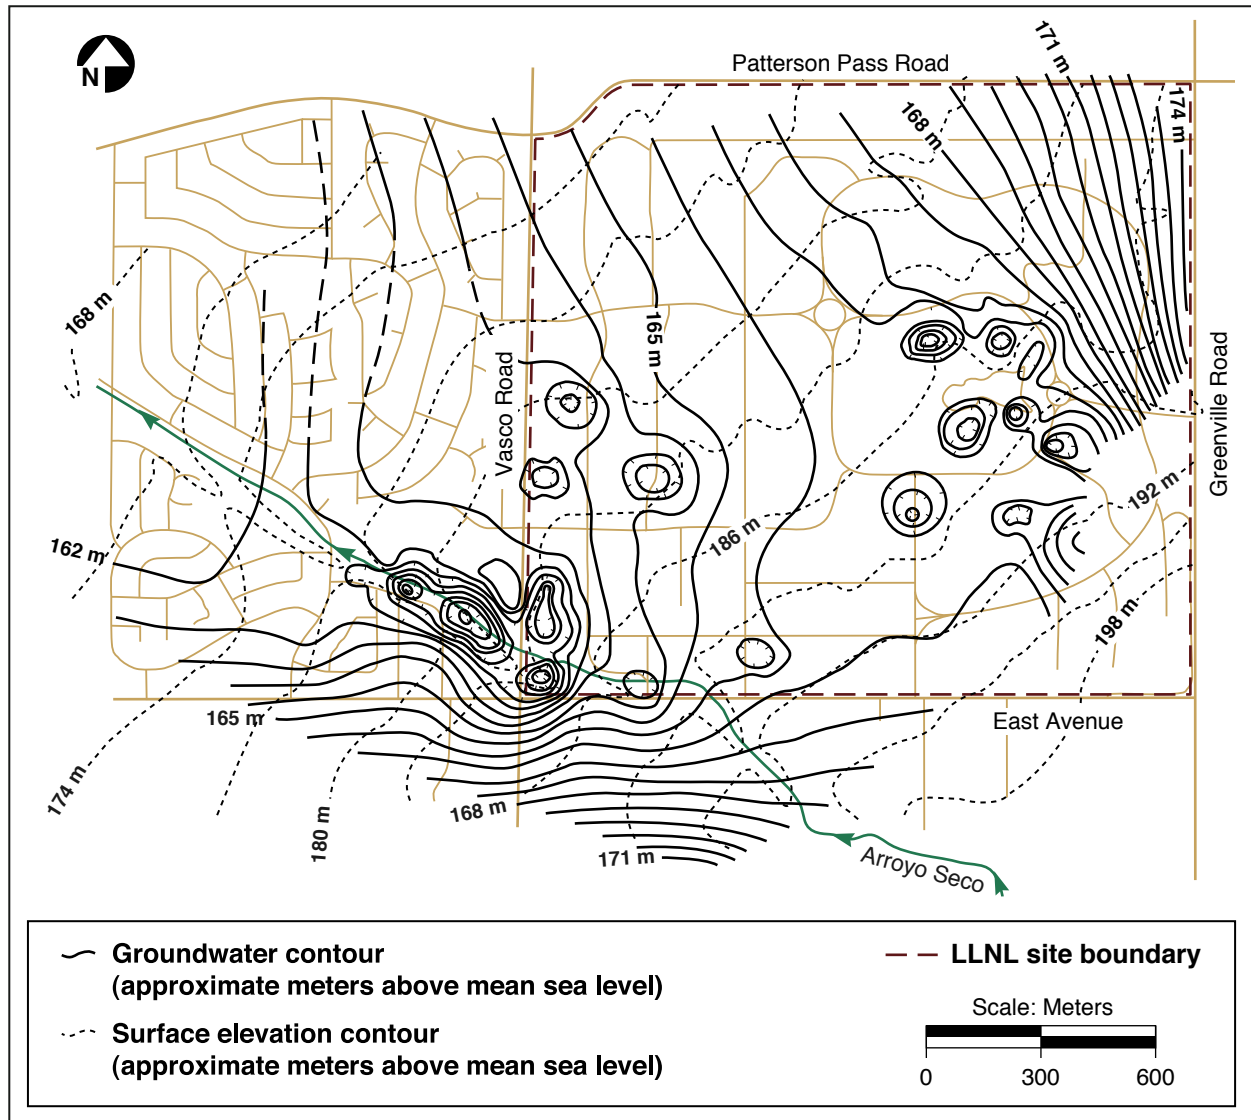 N
Patterson Pass Road
171 m
174 m
168 m
168 m
165 m
Vasco Road
Greenville Road
192 m
186 m
162 m
198 m
165 m
East Avenue
174 m
180 m
168 m
171 m
Arroyo Seco
Groundwater contour
(approximate meters above mean sea level)
Surface elevation contour
(approximate meters above mean sea level)
LLNL site boundary
Scale: Meters
0 300 600